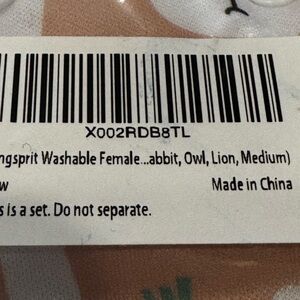 X002RDB8TL
ngsprit Washable Female...abbit, Owl, Lion, Medium)
w
Made in China
s is a set. Do not separate.